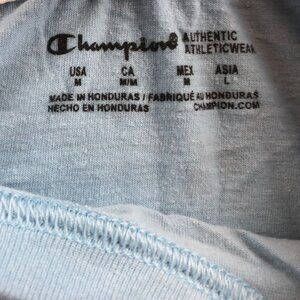 Champion AUTHENTIC
ATHLETICWEAR
USA CA MEX ASIA
M M/M M L
MADE IN HONDURAS / FABRIQUÉ AU HONDURAS
HECHO EN HONDURAS CHAMPION.COM